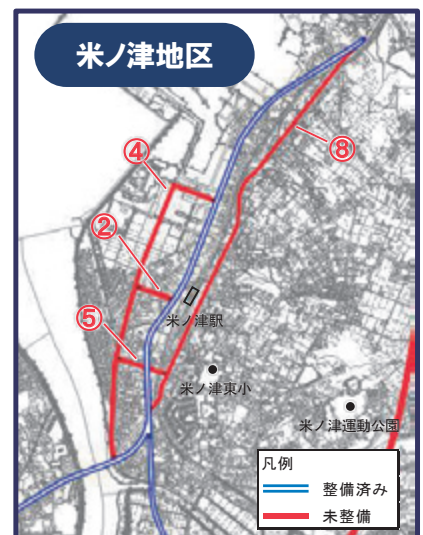 米ノ津地区
⑧
④
②
米ノ津駅
⑤
米ノ津東小
米ノ津運動公園
凡例
整備済み
未整備